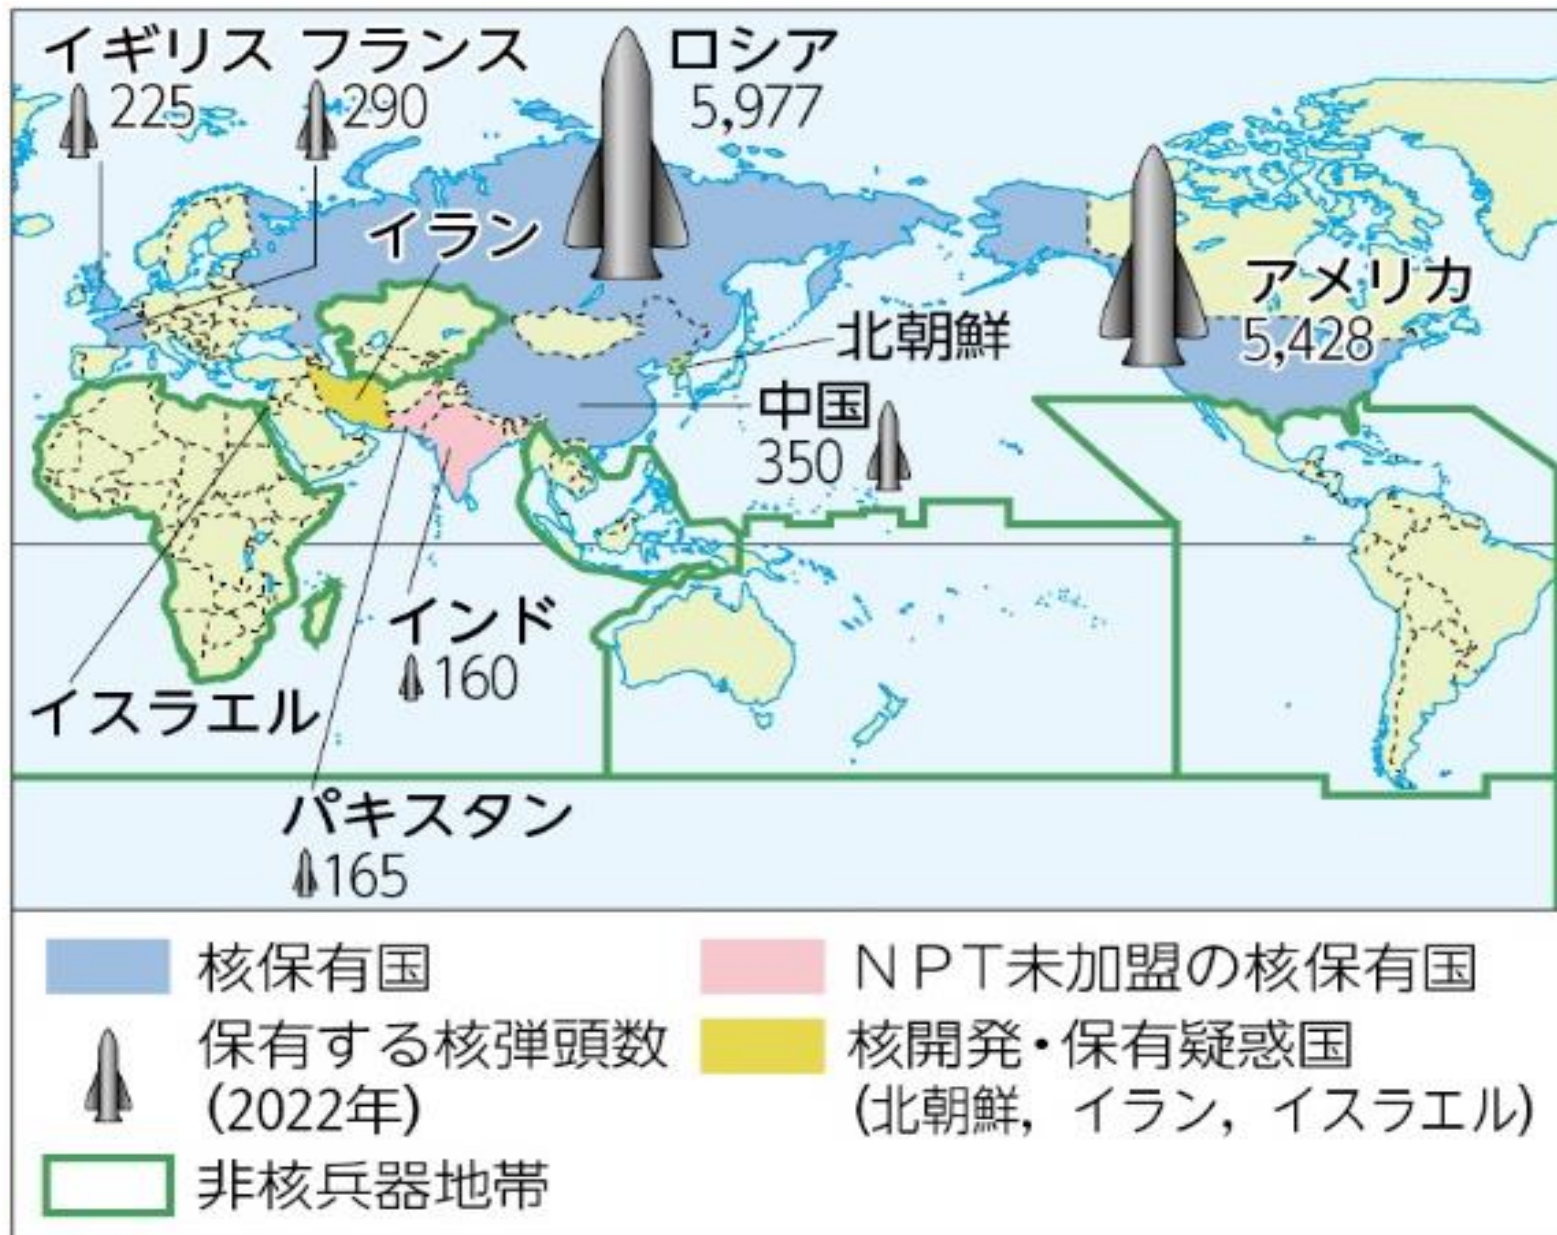 イギリス
225
フランス
290
ロシア
5,977
イラン
アメリカ
5,428
北朝鮮
中国
350
インド
160
イスラエル
パキスタン
165
核保有国
NPT未加盟の核保有国
保有する核弾頭数
(2022年)
核開発・保有疑惑国
(北朝鮮, イラン, イスラエル)
非核兵器地帯